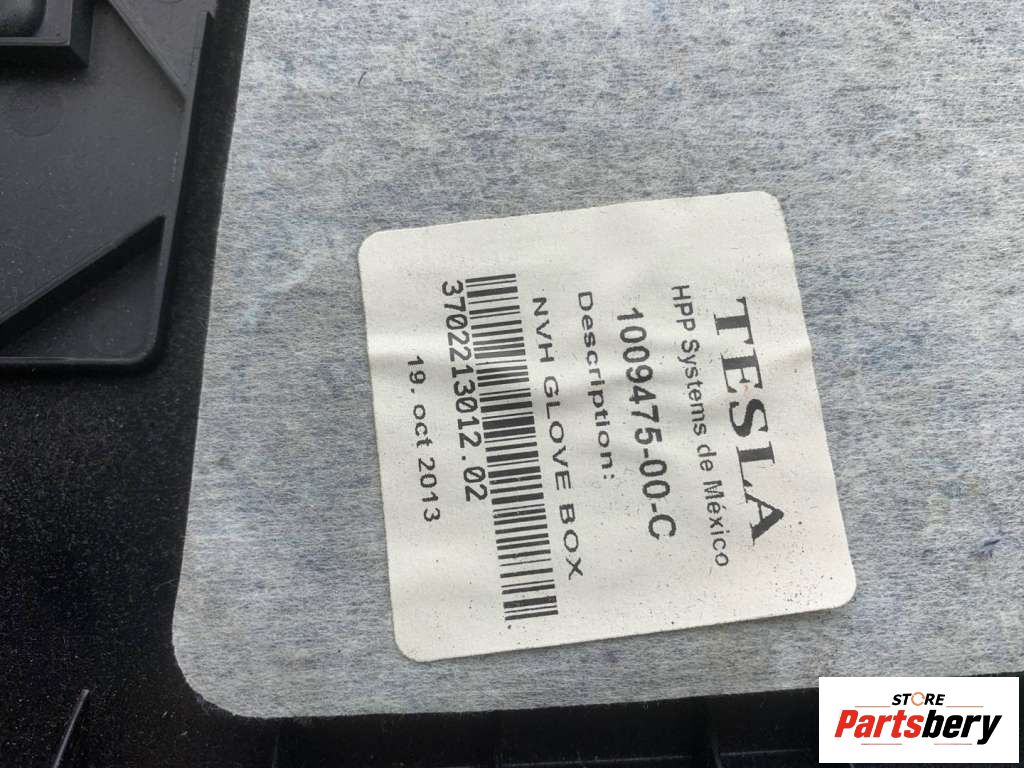 TESLA
HPP Systems de México
1009475-00-C
Description:
NVH GLOVE BOX
3702213012.02
19. oct 2013
STORE
Partsbery